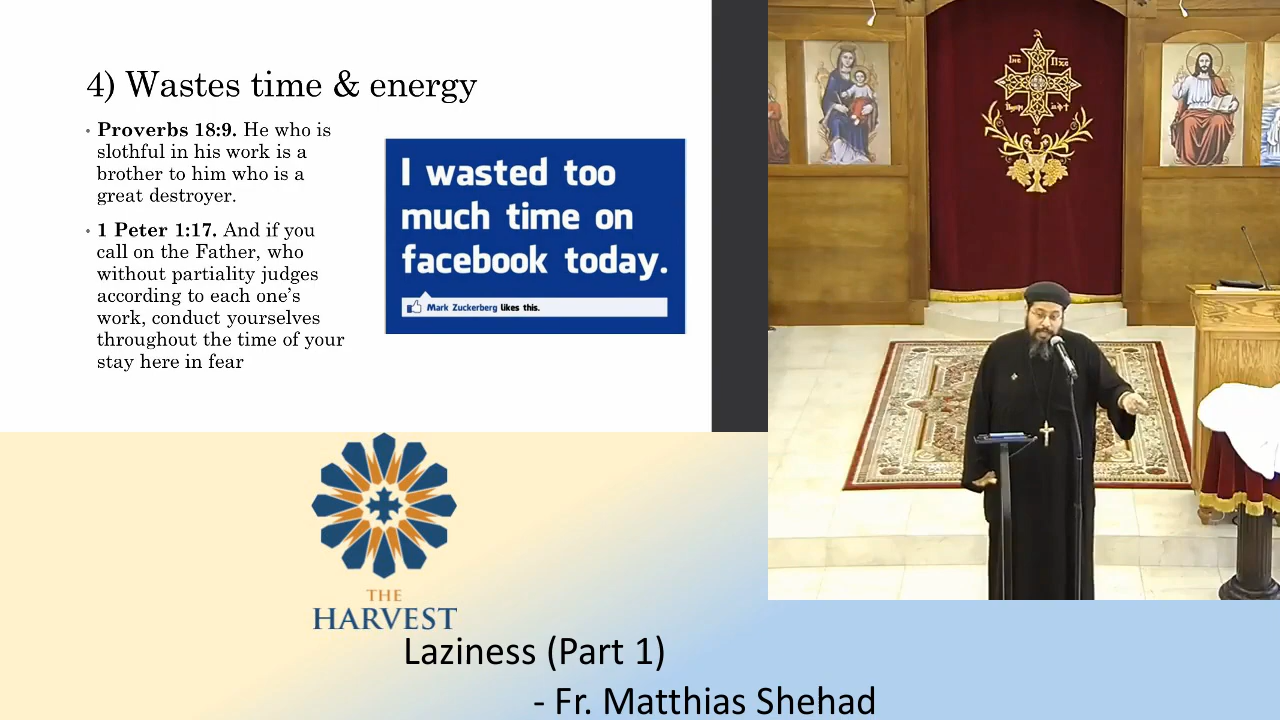 4) Wastes time & energy
• Proverbs 18:9. He who is
slothful in his work is a
brother to him who is a
great destroyer.
• 1 Peter 1:17. And if you
call on the Father, who
without partiality judges
according to each one's
work, conduct yourselves
throughout the time of your
stay here in fear
I wasted too
much time on
facebook today.
Mark Zuckerberg likes this.
THE
HARVEST
Laziness (Part 1)
- Fr. Matthias Shehad